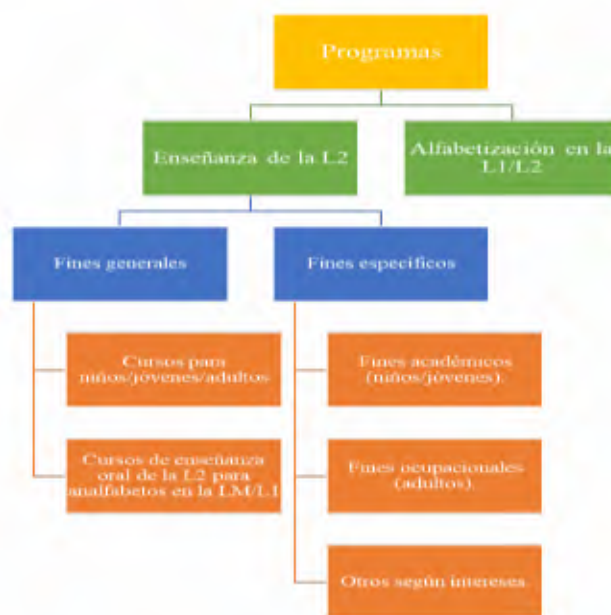 Programas
Enseñanza de la L2
Alfabetización en la
L1/L2
Fines generales
Fines específicos
Cursos para
niños/jóvenes/adultos
Cursos de enseñanza
oral de la L2 para
analfabetos en la LM/L1
Fines académicos
(niños/jóvenes).
Fines ocupacionales
(adultos).
Otros según intereses.